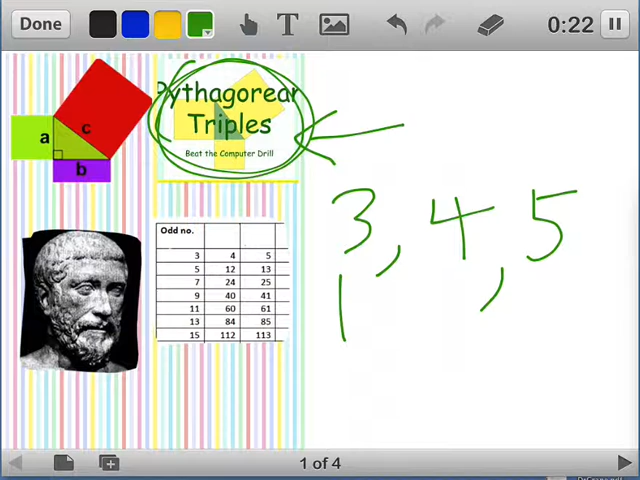 Done
T
0:22
a
c
b
Pythagorean
Triples
Beat the Computer Drill
3, 4, 5
1
Odd no.
3 4 5
5 12 13
7 24 25
9 40 41
11 60 61
13 84 85
15 112 113
1 of 4